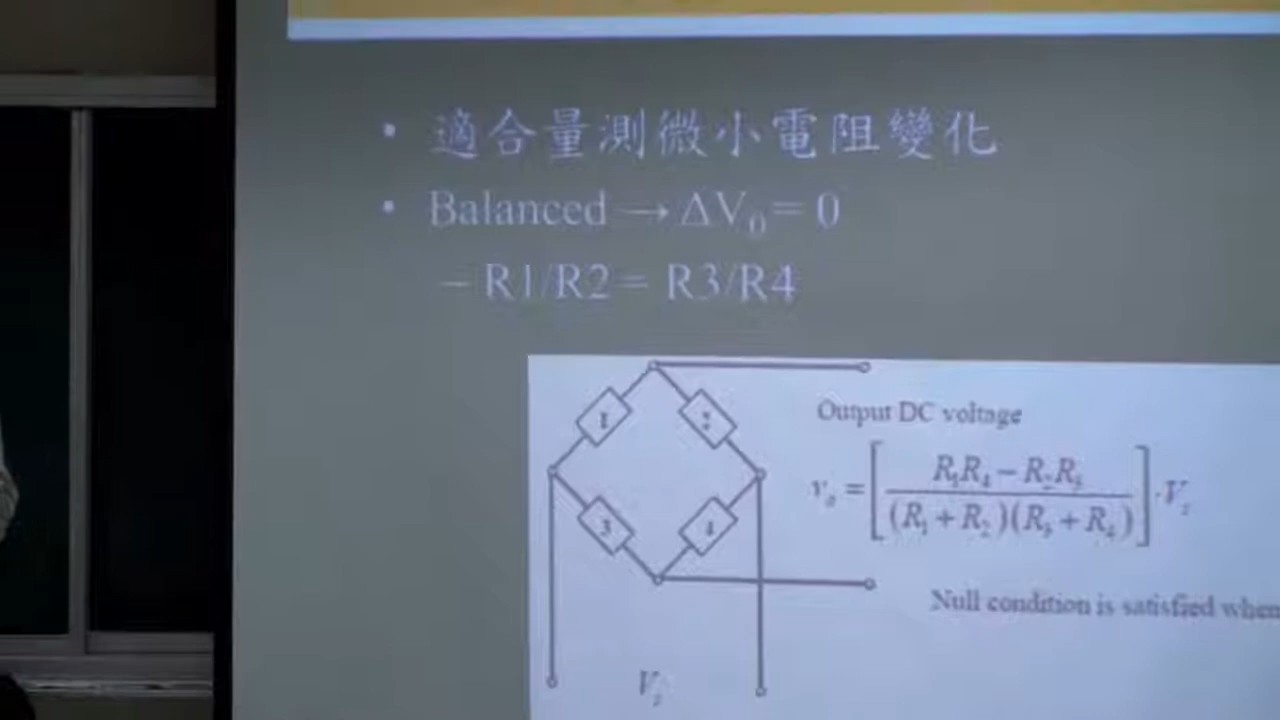 • 適合量測微小電阻變化
• Balanced → ΔV₀ = 0
– R1/R2 = R3/R4
1 2
Output DC voltage
vₒ = [ (R₁R₄ – R₂R₃) / ((R₁ + R₂)(R₃ + R₄)) ] · Vₛ
3 4
Null condition is satisfied when
Vₛ